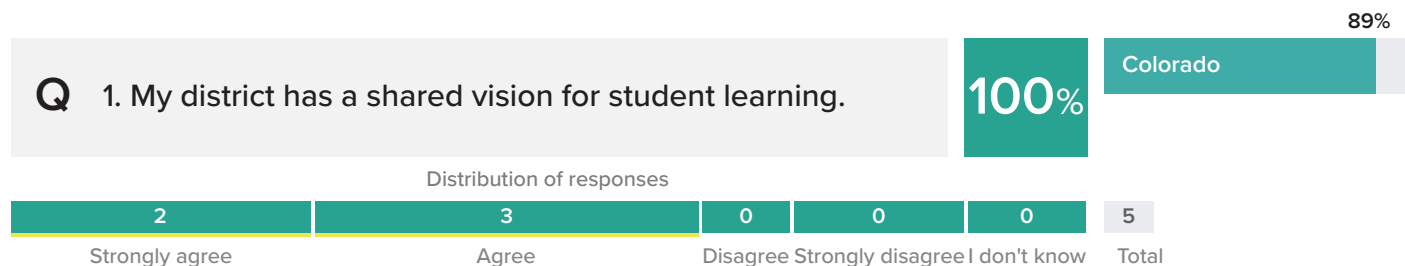 89%
Q 1. My district has a shared vision for student learning.
100%
Colorado
Distribution of responses
2 3 0 0 0 5
Strongly agree Agree Disagree Strongly disagree I don't know Total